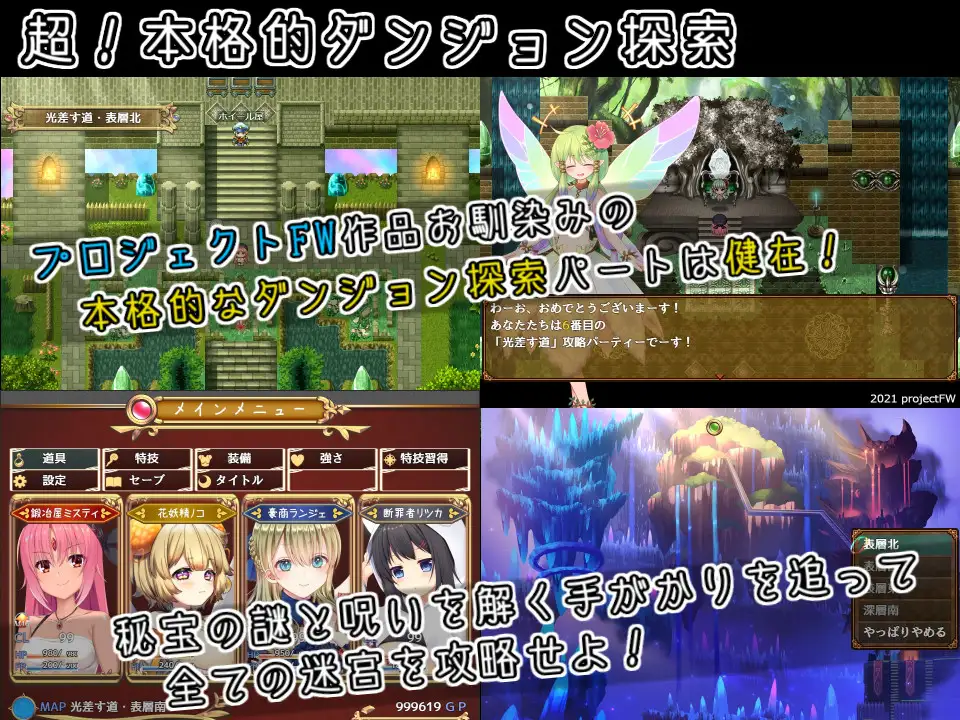 超！本格的ダンジョン探索
光差す道・表層北
ホイール屋
プロジェクトFW作品お馴染みの
本格的なダンジョン探索パートは健在！
わーお、おめでとうございまーす！
あなたたちは6番目の
「光差す道」攻略パーティーでーす！
2021 projectFW
メインメニュー
道具 特技 装備 強さ 特技習得
設定 セーブ タイトル
鍛冶屋ミスティ 花妖精ノコ 豪商ランジェ 断罪者リツカ
表層北
深層南
やっぱりやめる
秘宝の謎と呪いを解く手がかりを追って
全ての迷宮を攻略せよ！
CL 99
MAP 光差す道・表層南
999619 GP